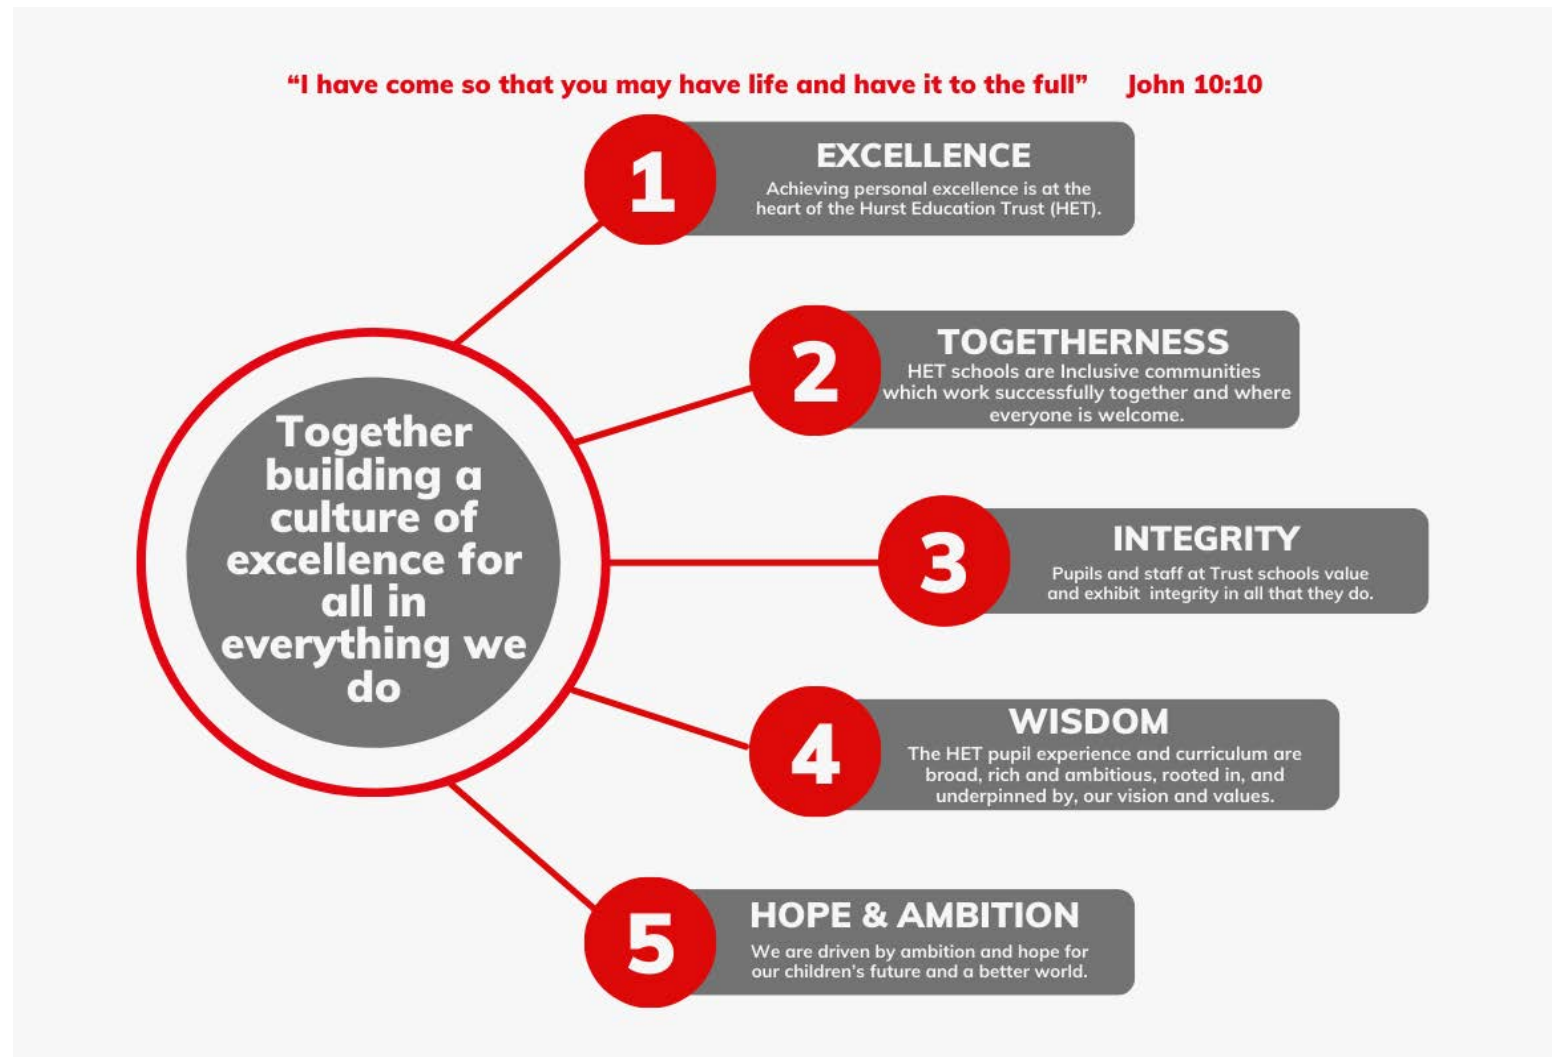 “I have come so that you may have life and have it to the full” John 10:10
Together
building a
culture of
excellence for
all in
everything we
do
1
EXCELLENCE
Achieving personal excellence is at the
heart of the Hurst Education Trust (HET).
2
TOGETHERNESS
HET schools are Inclusive communities
which work successfully together and where
everyone is welcome.
3
INTEGRITY
Pupils and staff at Trust schools value
and exhibit integrity in all that they do.
4
WISDOM
The HET pupil experience and curriculum are
broad, rich and ambitious, rooted in, and
underpinned by, our vision and values.
5
HOPE & AMBITION
We are driven by ambition and hope for
our children’s future and a better world.